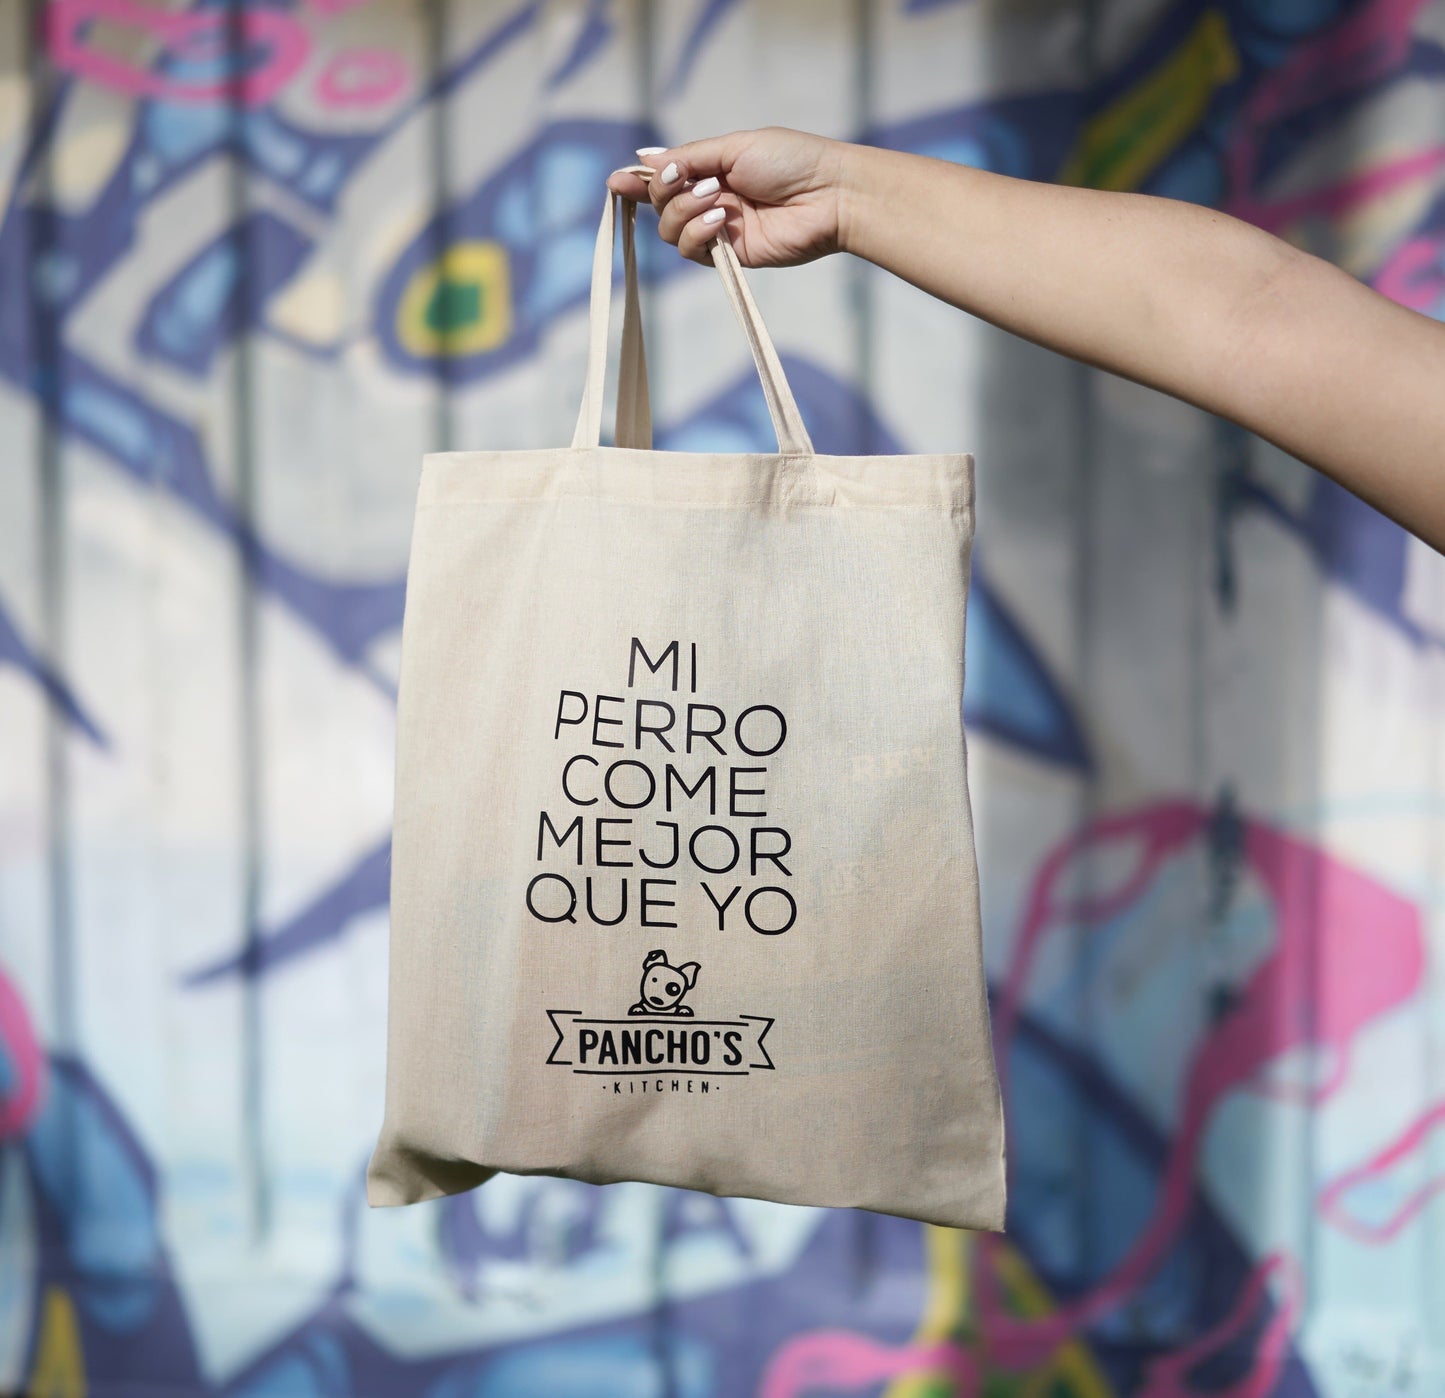 MI
PERRO
COME
MEJOR
QUE YO
PANCHO'S
·KITCHEN·